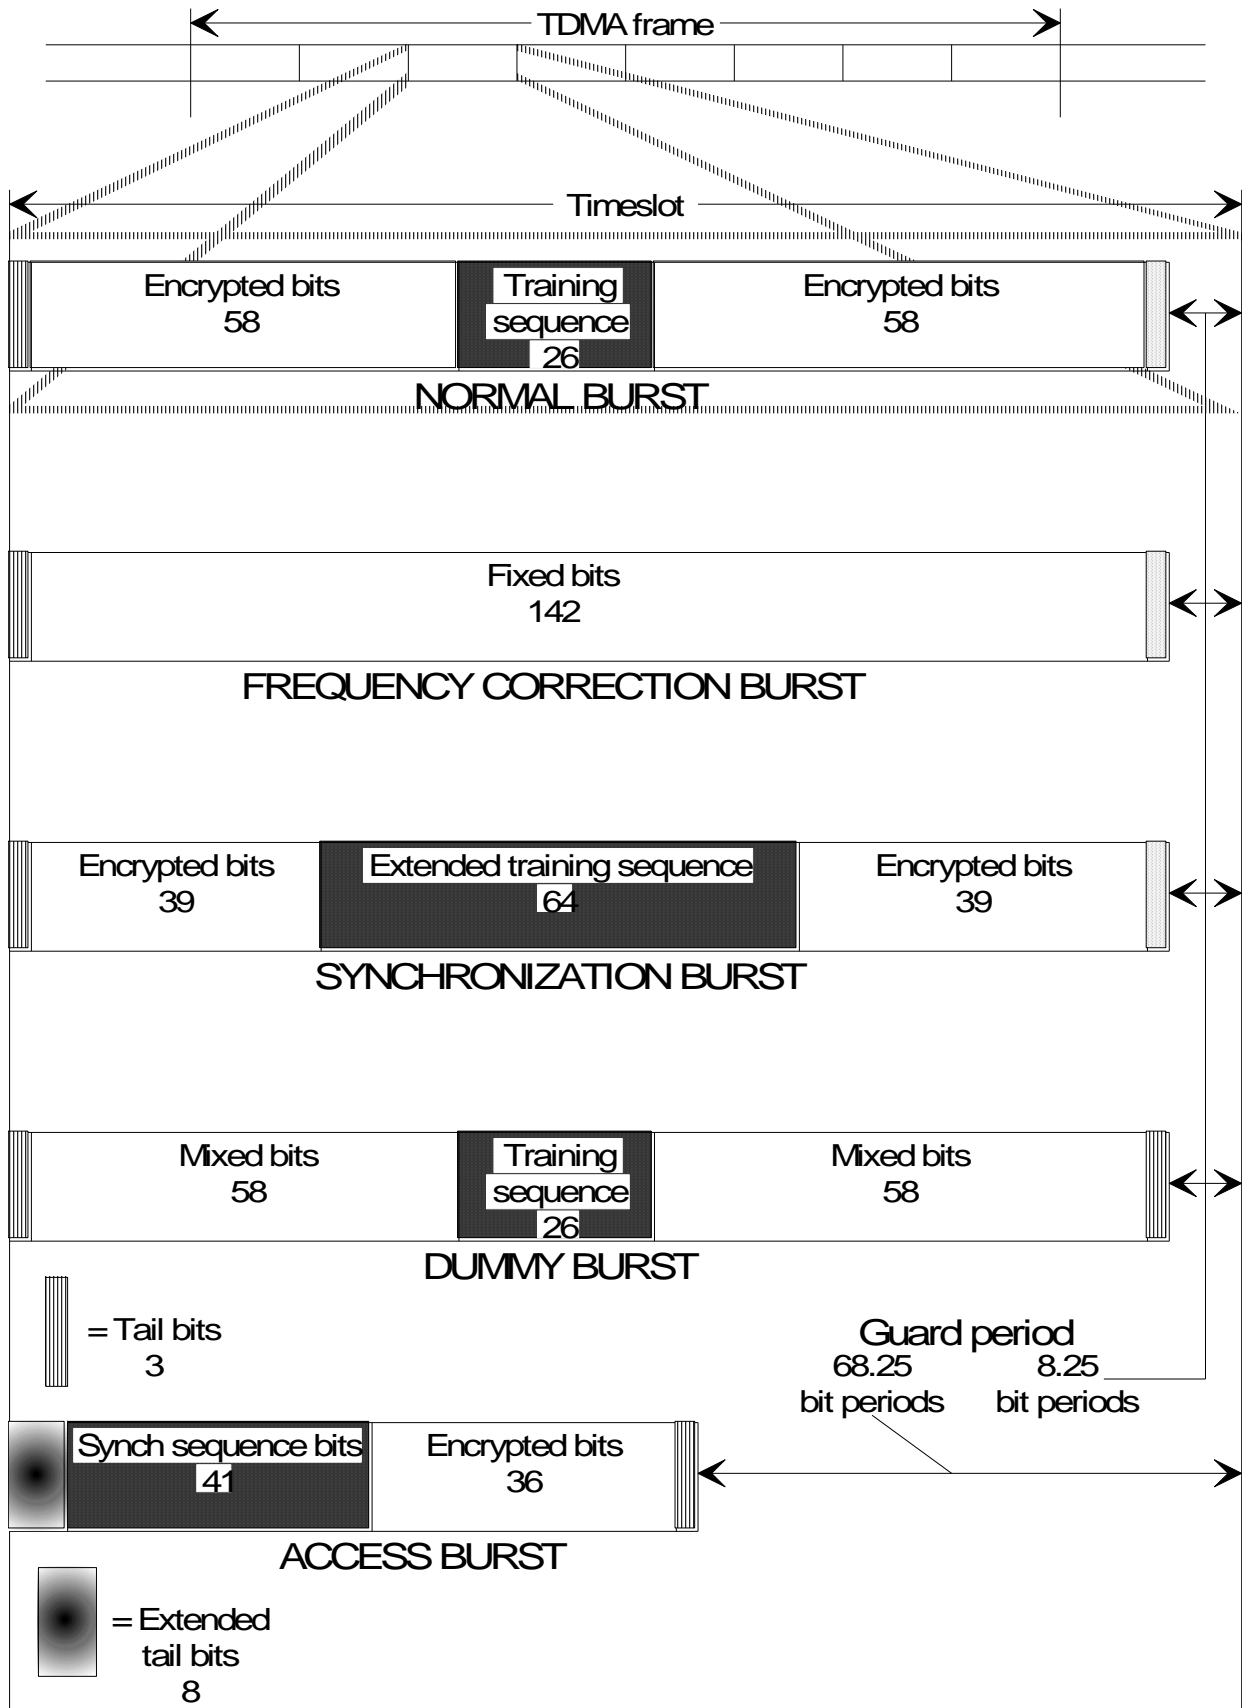 TDMA frame
Timeslot
Encrypted bits
58
Training
sequence
26
Encrypted bits
58
NORMAL BURST
Fixed bits
142
FREQUENCY CORRECTION BURST
Encrypted bits
39
Extended training sequence
64
Encrypted bits
39
SYNCHRONIZATION BURST
Mixed bits
58
Training
sequence
26
Mixed bits
58
DUMMY BURST
= Tail bits
3
Guard period
68.25
bit periods
8.25
bit periods
Synch sequence bits
41
Encrypted bits
36
ACCESS BURST
= Extended
tail bits
8